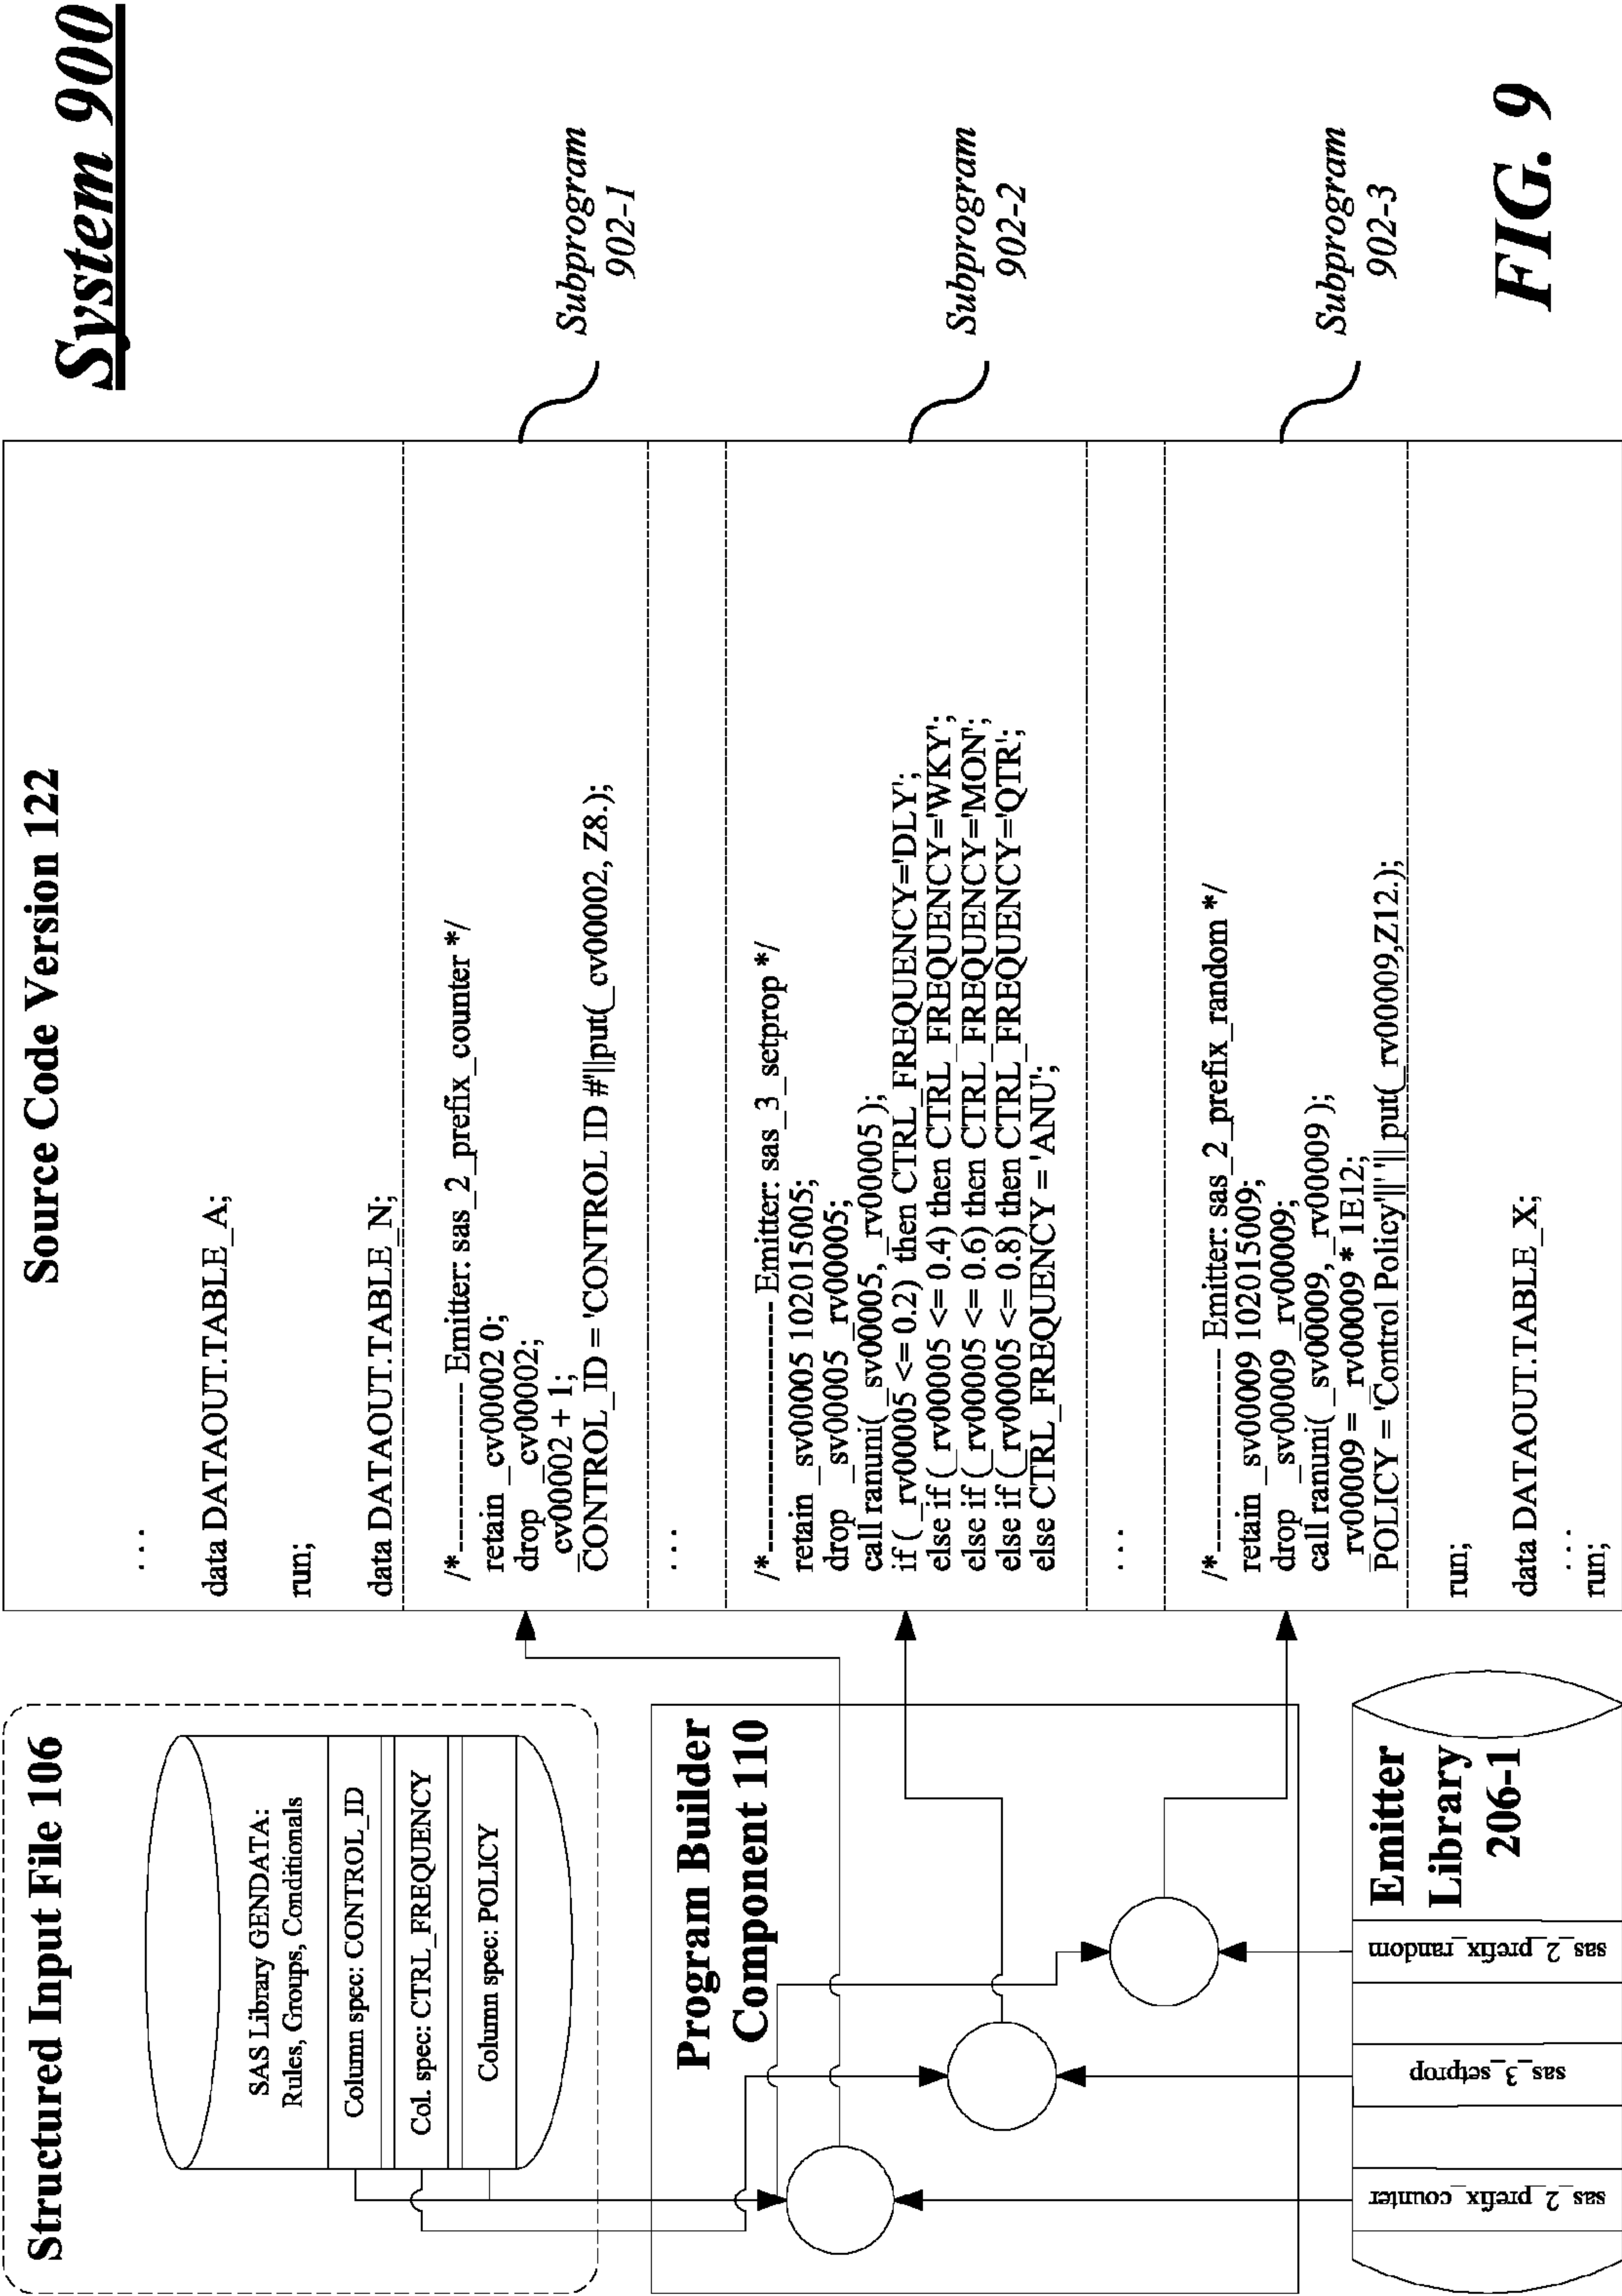 System 900
Structured Input File 106
SAS Library GENDATA:
Rules, Groups, Conditionals
Column spec: CONTROL_ID
Col. spec: CTRL_FREQUENCY
Column spec: POLICY
Program Builder
Component 110
Emitter
Library
206-1
sas_2_prefix_counter
sas_3_setprop
sas_2_prefix_random
Source Code Version 122
. . .
data DATAOUT.TABLE_A;
run;
data DATAOUT.TABLE_N;
/*---------------- Emitter: sas_2_prefix_counter */
retain _cv00002 0;
drop _cv00002;
_cv00002 + 1;
CONTROL_ID = 'CONTROL ID #'||put(_cv00002, Z8.);
. . .
/*---------------------- Emitter: sas_3_setprop */
retain _sv00005 102015005;
drop _sv00005 _rv00005;
call ranuni( _sv00005, _rv00005 );
if ( _rv00005 <= 0.2) then CTRL_FREQUENCY='DLY';
else if (_rv00005 <= 0.4) then CTRL_FREQUENCY='WKY';
else if (_rv00005 <= 0.6) then CTRL_FREQUENCY='MON';
else if (_rv00005 <= 0.8) then CTRL_FREQUENCY='QTR';
else CTRL_FREQUENCY = 'ANU';
. . .
/*---------------- Emitter: sas_2_prefix_random */
retain _sv00009 102015009;
drop _sv00009 _rv00009;
call ranuni( _sv00009, _rv00009 );
_rv00009 = _rv00009 * 1E12;
POLICY = 'Control Policy'||' '|| put(_rv00009,Z12.);
run;
data DATAOUT.TABLE_X;
. . .
run;
Subprogram
902-1
Subprogram
902-2
Subprogram
902-3
FIG. 9